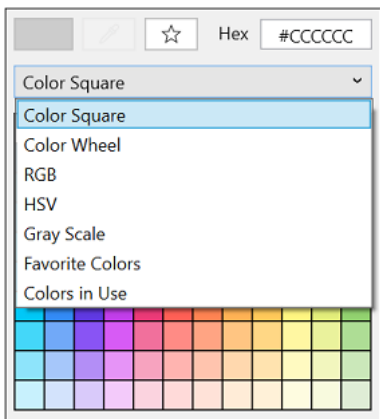 Hex #CCCCCC
Color Square
Color Square
Color Wheel
RGB
HSV
Gray Scale
Favorite Colors
Colors in Use